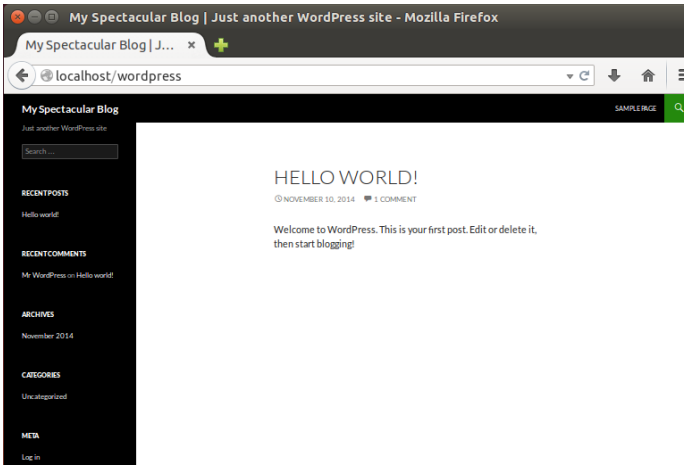 My Spectacular Blog | Just another WordPress site - Mozilla Firefox
My Spectacular Blog | J...
localhost/wordpress
My Spectacular Blog
SAMPLE PAGE
Just another WordPress site
Search ...
RECENT POSTS
Hello world!
RECENT COMMENTS
Mr WordPress on Hello world!
ARCHIVES
November 2014
CATEGORIES
Uncategorized
META
Log in
HELLO WORLD!
NOVEMBER 10, 2014 1 COMMENT
Welcome to WordPress. This is your first post. Edit or delete it,
then start blogging!